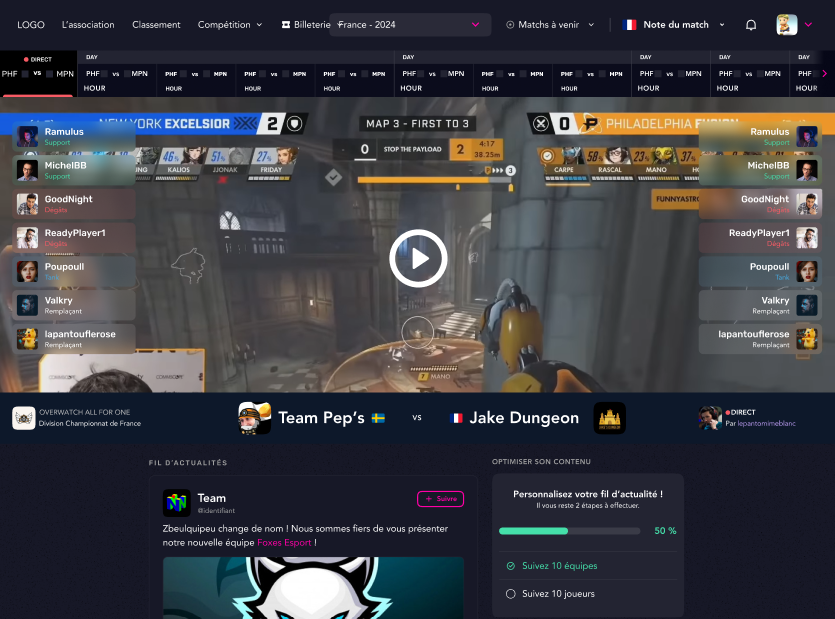 LOGO L'association Classement Compétition Billeterie France - 2024 Matchs à venir Note du match
DIRECT
PHF vs MPN
DAY
PHF vs MPN
HOUR
PHF vs MPN
HOUR
PHF vs MPN
HOUR
PHF vs MPN
HOUR
DAY
PHF vs MPN
HOUR
PHF vs MPN
HOUR
PHF vs MPN
HOUR
DAY
PHF vs MPN
HOUR
DAY
PHF vs MPN
HOUR
DAY
PHF
HOUR
NEW YORK EXCELSIOR 2
MAP 3 - FIRST TO 3
0 PHILADELPHIA FUSION
0 STOP THE PAYLOAD 2 4:17
38.25m
46% 51% 27%
KALIOS JJONAK FRIDAY
58% 23% 37%
CARPE RASCAL MANO
3
FUNNYASTRO
Ramulus
Support
MichelBB
Support
GoodNight
Dégâts
ReadyPlayer1
Dégâts
Poupoull
Tank
Valkry
Remplaçant
lapantouflerose
Remplaçant
Ramulus
Support
MichelBB
Support
GoodNight
Dégâts
ReadyPlayer1
Dégâts
Poupoull
Tank
Valkry
Remplaçant
lapantouflerose
Remplaçant
MANO
OVERWATCH ALL FOR ONE
Division Championnat de France
Team Pep's vs Jake Dungeon
DIRECT
Par lepantomimeblanc
FIL D'ACTUALITÉS
Team
@identifiant
+ Suivre
Zbeulquipeu change de nom ! Nous sommes fiers de vous présenter
notre nouvelle équipe Foxes Esport !
OPTIMISER SON CONTENU
Personnalisez votre fil d'actualité !
Il vous reste 2 étapes à effectuer.
50 %
Suivez 10 équipes
Suivez 10 joueurs